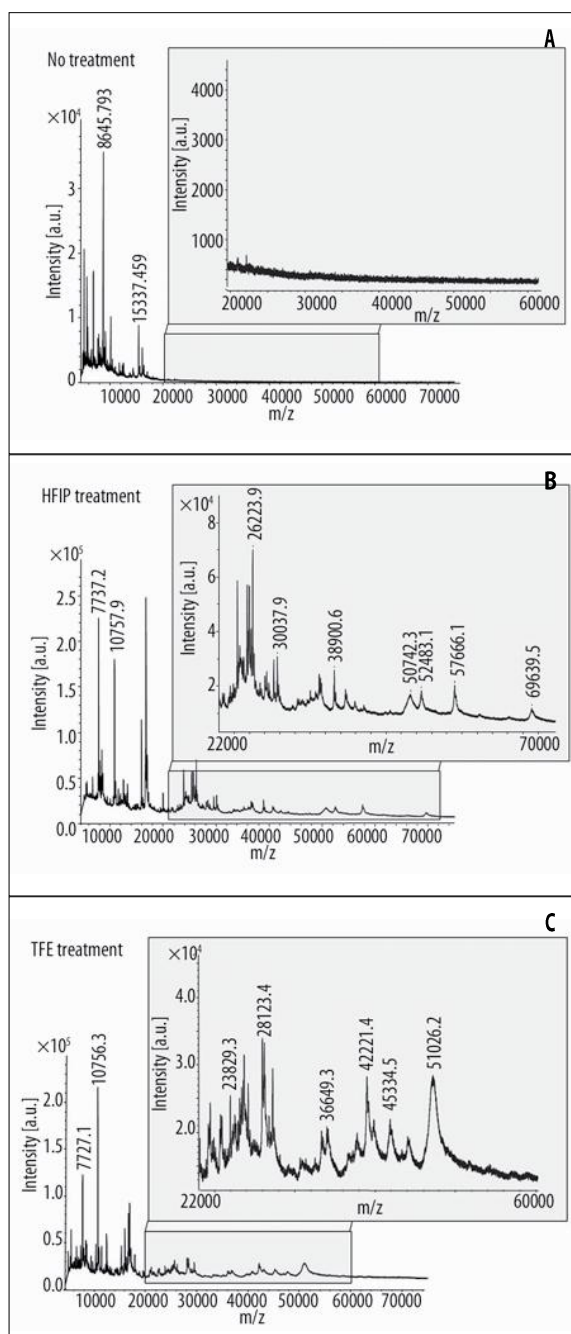 A
No treatment
×10⁴
Intensity [a.u.]
3
2
1
0
8645.793
15337.459
10000 20000 30000 40000 50000 60000 70000
m/z
Intensity [a.u.]
4000
3000
2000
1000
20000 30000 40000 50000 60000
m/z
B
HFIP treatment
×10⁵
Intensity [a.u.]
2.5
2.0
1.5
1.0
0.5
0.0
7737.2
10757.9
10000 20000 30000 40000 50000 60000 70000
m/z
×10⁴
Intensity [a.u.]
8
6
4
2
26223.9
30037.9
38900.6
50742.3
52483.1
57666.1
69639.5
22000 m/z 70000
C
TFE treatment
×10⁵
Intensity [a.u.]
2.0
1.5
1.0
0.5
0.0
7727.1
10756.3
10000 20000 30000 40000 50000 60000 70000
m/z
×10⁴
Intensity [a.u.]
4.0
3.0
2.0
23829.3
28123.4
36649.3
42221.4
45334.5
51026.2
22000 m/z 60000